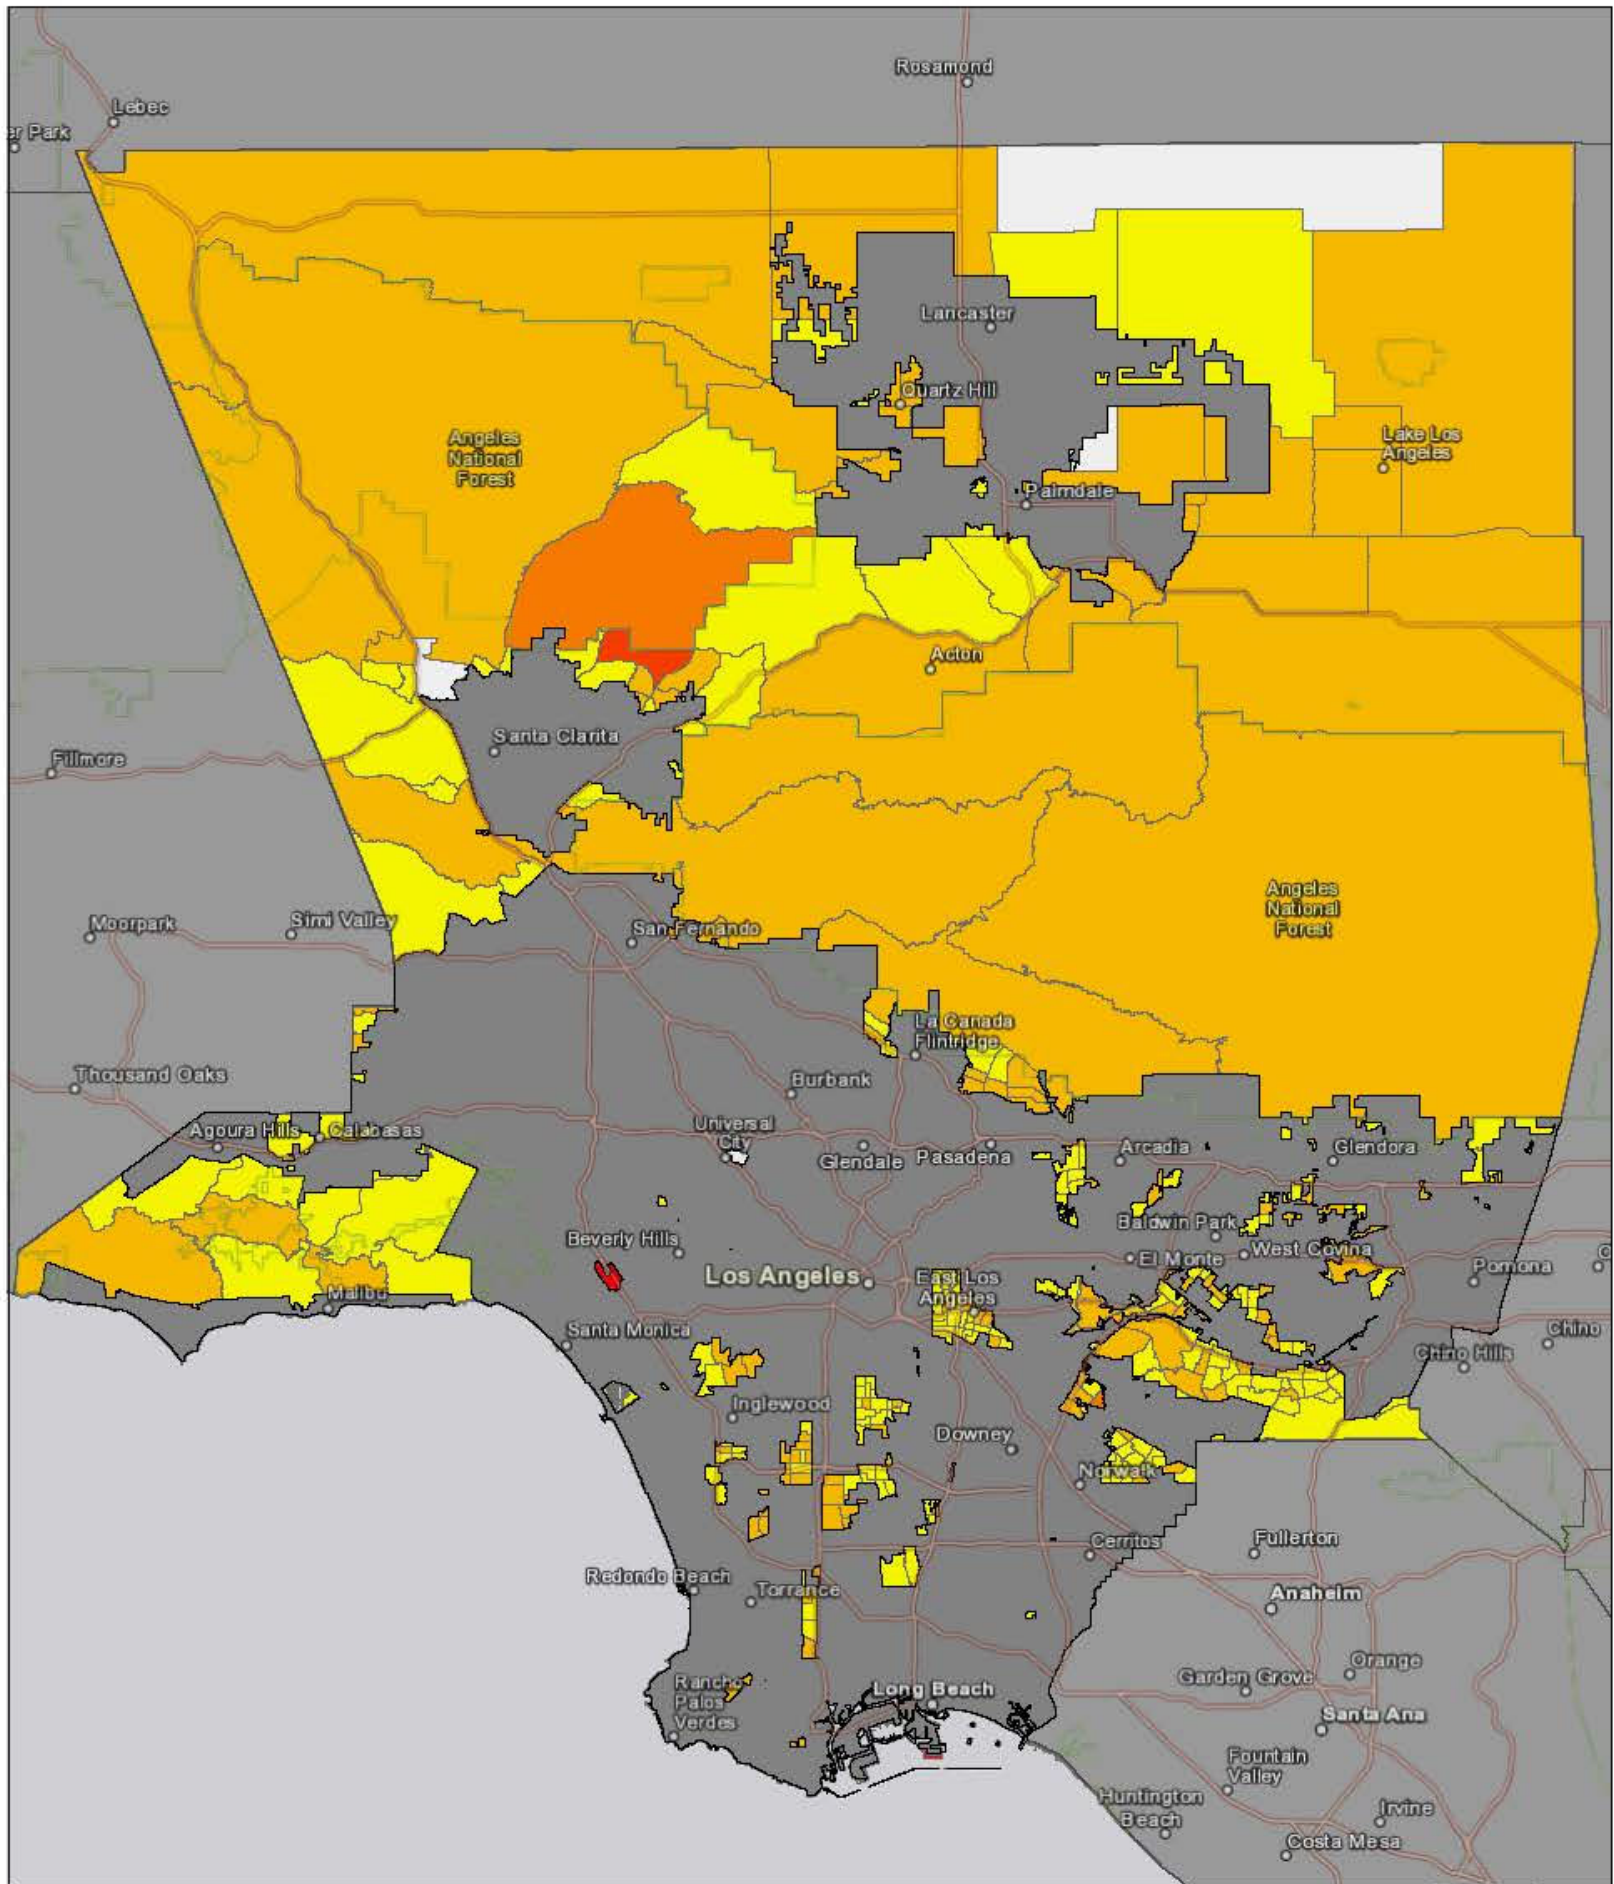 Rosamond
Lebec
er Park
Lancaster
Quartz Hill
Angeles
National
Forest
Lake Los
Angeles
Palmdale
Acton
Santa Clarita
Fillmore
Angeles
National
Forest
Moorpark
Simi Valley
San Fernando
La Canada
Flintridge
Thousand Oaks
Burbank
Universal
City
Agoura Hills
Calabasas
Glendale
Pasadena
Arcadia
Glendora
Baldwin Park
Beverly Hills
El Monte
West Covina
Los Angeles
East Los
Angeles
Pomona
Malibu
Santa Monica
Chino
Chino Hills
Inglewood
Downey
Norwalk
Cerritos
Fullerton
Redondo Beach
Torrance
Anaheim
Orange
Garden Grove
Rancho
Palos
Verdes
Long Beach
Santa Ana
Fountain
Valley
Huntington
Beach
Irvine
Costa Mesa